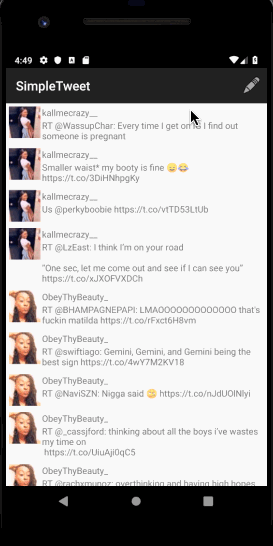 4:49
SimpleTweet
kallmecrazy__
RT @WassupChar: Every time I get on I find out
someone is pregnant
kallmecrazy__
Smaller waist* my booty is fine 😑😂
https://t.co/3DiHNhpgKy
kallmecrazy__
Us @perkyboobie https://t.co/vtTD53LtUb
kallmecrazy__
RT @LzEast: I think I'm on your road
"One sec, let me come out and see if I can see you"
https://t.co/xJXOFVXDCh
ObeyThyBeauty_
RT @BHAMPAGNEPAPI: LMAOOOOOOOOOOOO that's
fuckin matilda https://t.co/rFxct6H8vm
ObeyThyBeauty_
RT @swiftiago: Gemini, Gemini, and Gemini being the
best sign https://t.co/4wY7M2KV18
ObeyThyBeauty_
RT @NaviSZN: Nigga said 😳 https://t.co/nJdUOlNlyi
ObeyThyBeauty_
RT @_cassjford: thinking about all the boys i've wastes
my time on
https://t.co/UiuAji0qC5
ObeyThyBeauty_
RT @rachxmunoz: overthinking and having high hopes